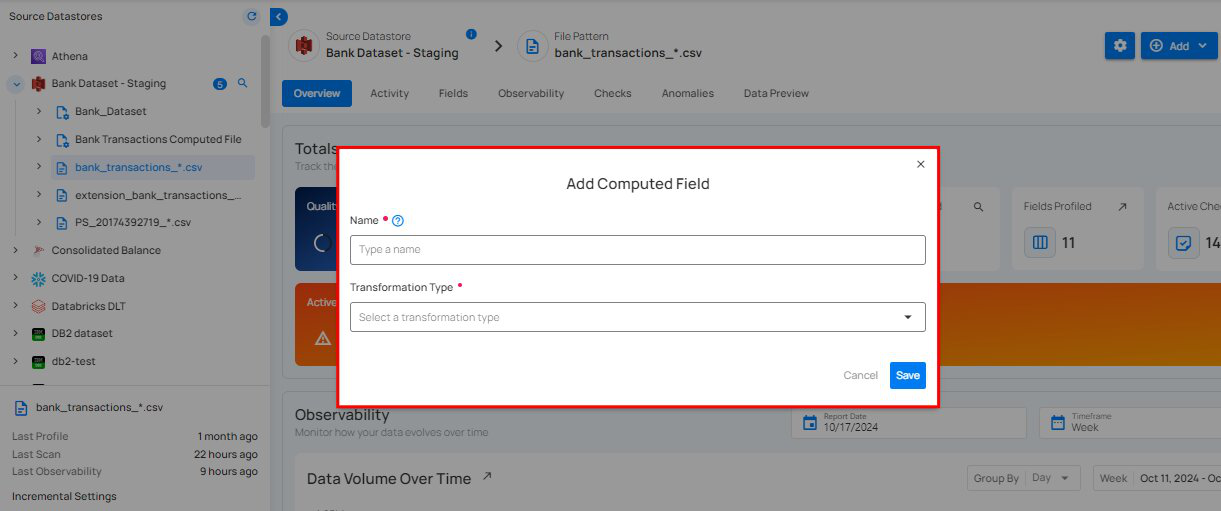 Source Datastores
Athena
Bank Dataset - Staging 5
Bank_Dataset
Bank Transactions Computed File
bank_transactions_*.csv
extension_bank_transactions_...
PS_20174392719_*.csv
Consolidated Balance
COVID-19 Data
Databricks DLT
DB2 dataset
db2-test
bank_transactions_*.csv
Last Profile 1 month ago
Last Scan 22 hours ago
Last Observability 9 hours ago
Incremental Settings
Source Datastore
Bank Dataset - Staging
File Pattern
bank_transactions_*.csv
Add
Overview Activity Fields Observability Checks Anomalies Data Preview
Totals
Track the
Quality
Fields Profiled
11
Active Che
14
Active
Add Computed Field
Name
Type a name
Transformation Type
Select a transformation type
Cancel Save
Observability
Monitor how your data evolves over time
Report Date
10/17/2024
Timeframe
Week
Data Volume Over Time
Group By Day
Week Oct 11, 2024 - Oc